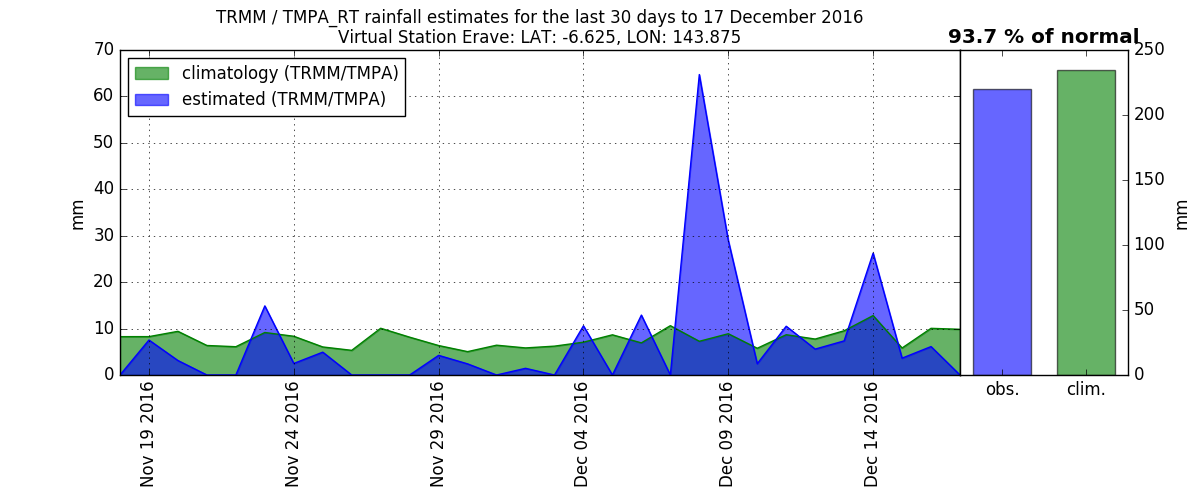 TRMM / TMPA_RT rainfall estimates for the last 30 days to 17 December 2016
Virtual Station Erave: LAT: -6.625, LON: 143.875
93.7 % of normal
climatology (TRMM/TMPA)
estimated (TRMM/TMPA)
70
60
50
40
30
20
10
0
mm
Nov 19 2016
Nov 24 2016
Nov 29 2016
Dec 04 2016
Dec 09 2016
Dec 14 2016
250
200
150
100
50
0
mm
obs.
clim.